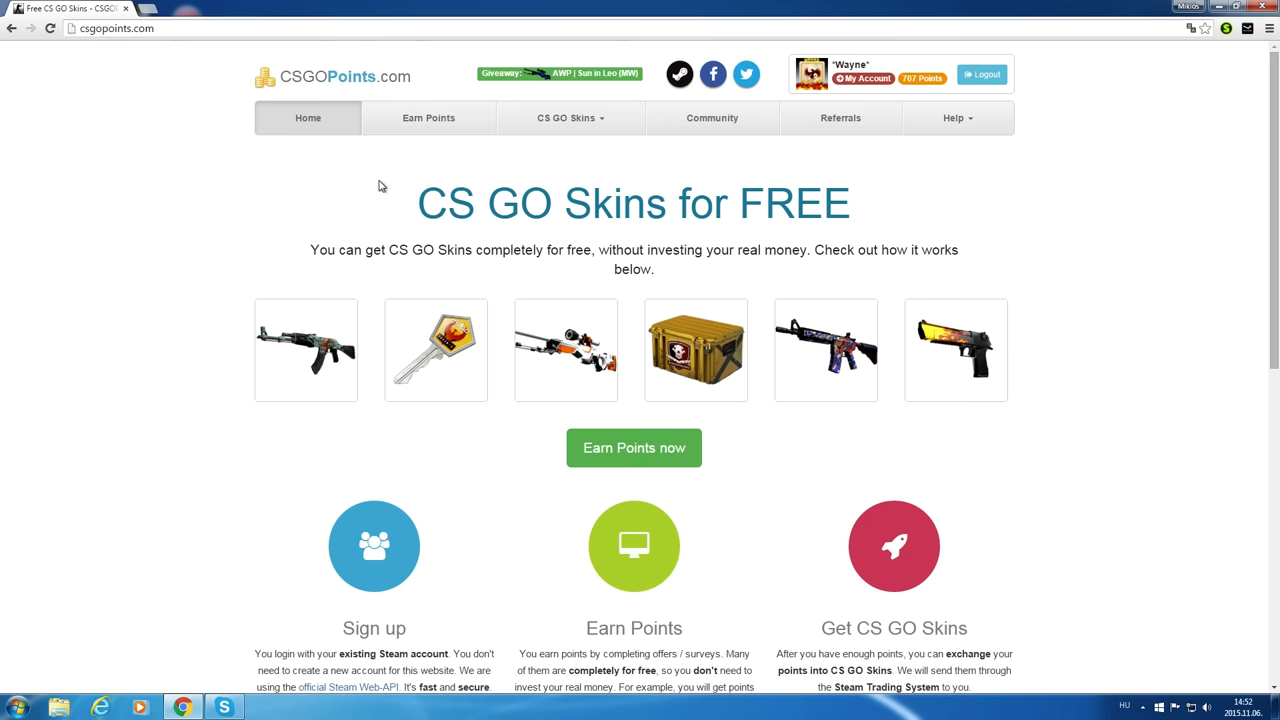 Free CS GO Skins - CSGOP
Miklós
csgopoints.com
CSGOPoints.com
Giveaway: AWP | Sun in Leo (MW)
*Wayne*
My Account
707 Points
Logout
Home
Earn Points
CS GO Skins
Community
Referrals
Help
CS GO Skins for FREE
You can get CS GO Skins completely for free, without investing your real money. Check out how it works
below.
Earn Points now
Sign up
Earn Points
Get CS GO Skins
You login with your existing Steam account. You don't
need to create a new account for this website. We are
using the official Steam Web-API. It's fast and secure.
You earn points by completing offers / surveys. Many
of them are completely for free, so you don't need to
invest your real money. For example, you will get points
After you have enough points, you can exchange your
points into CS GO Skins. We will send them through
the Steam Trading System to you.
HU
14:52
2015.11.06.